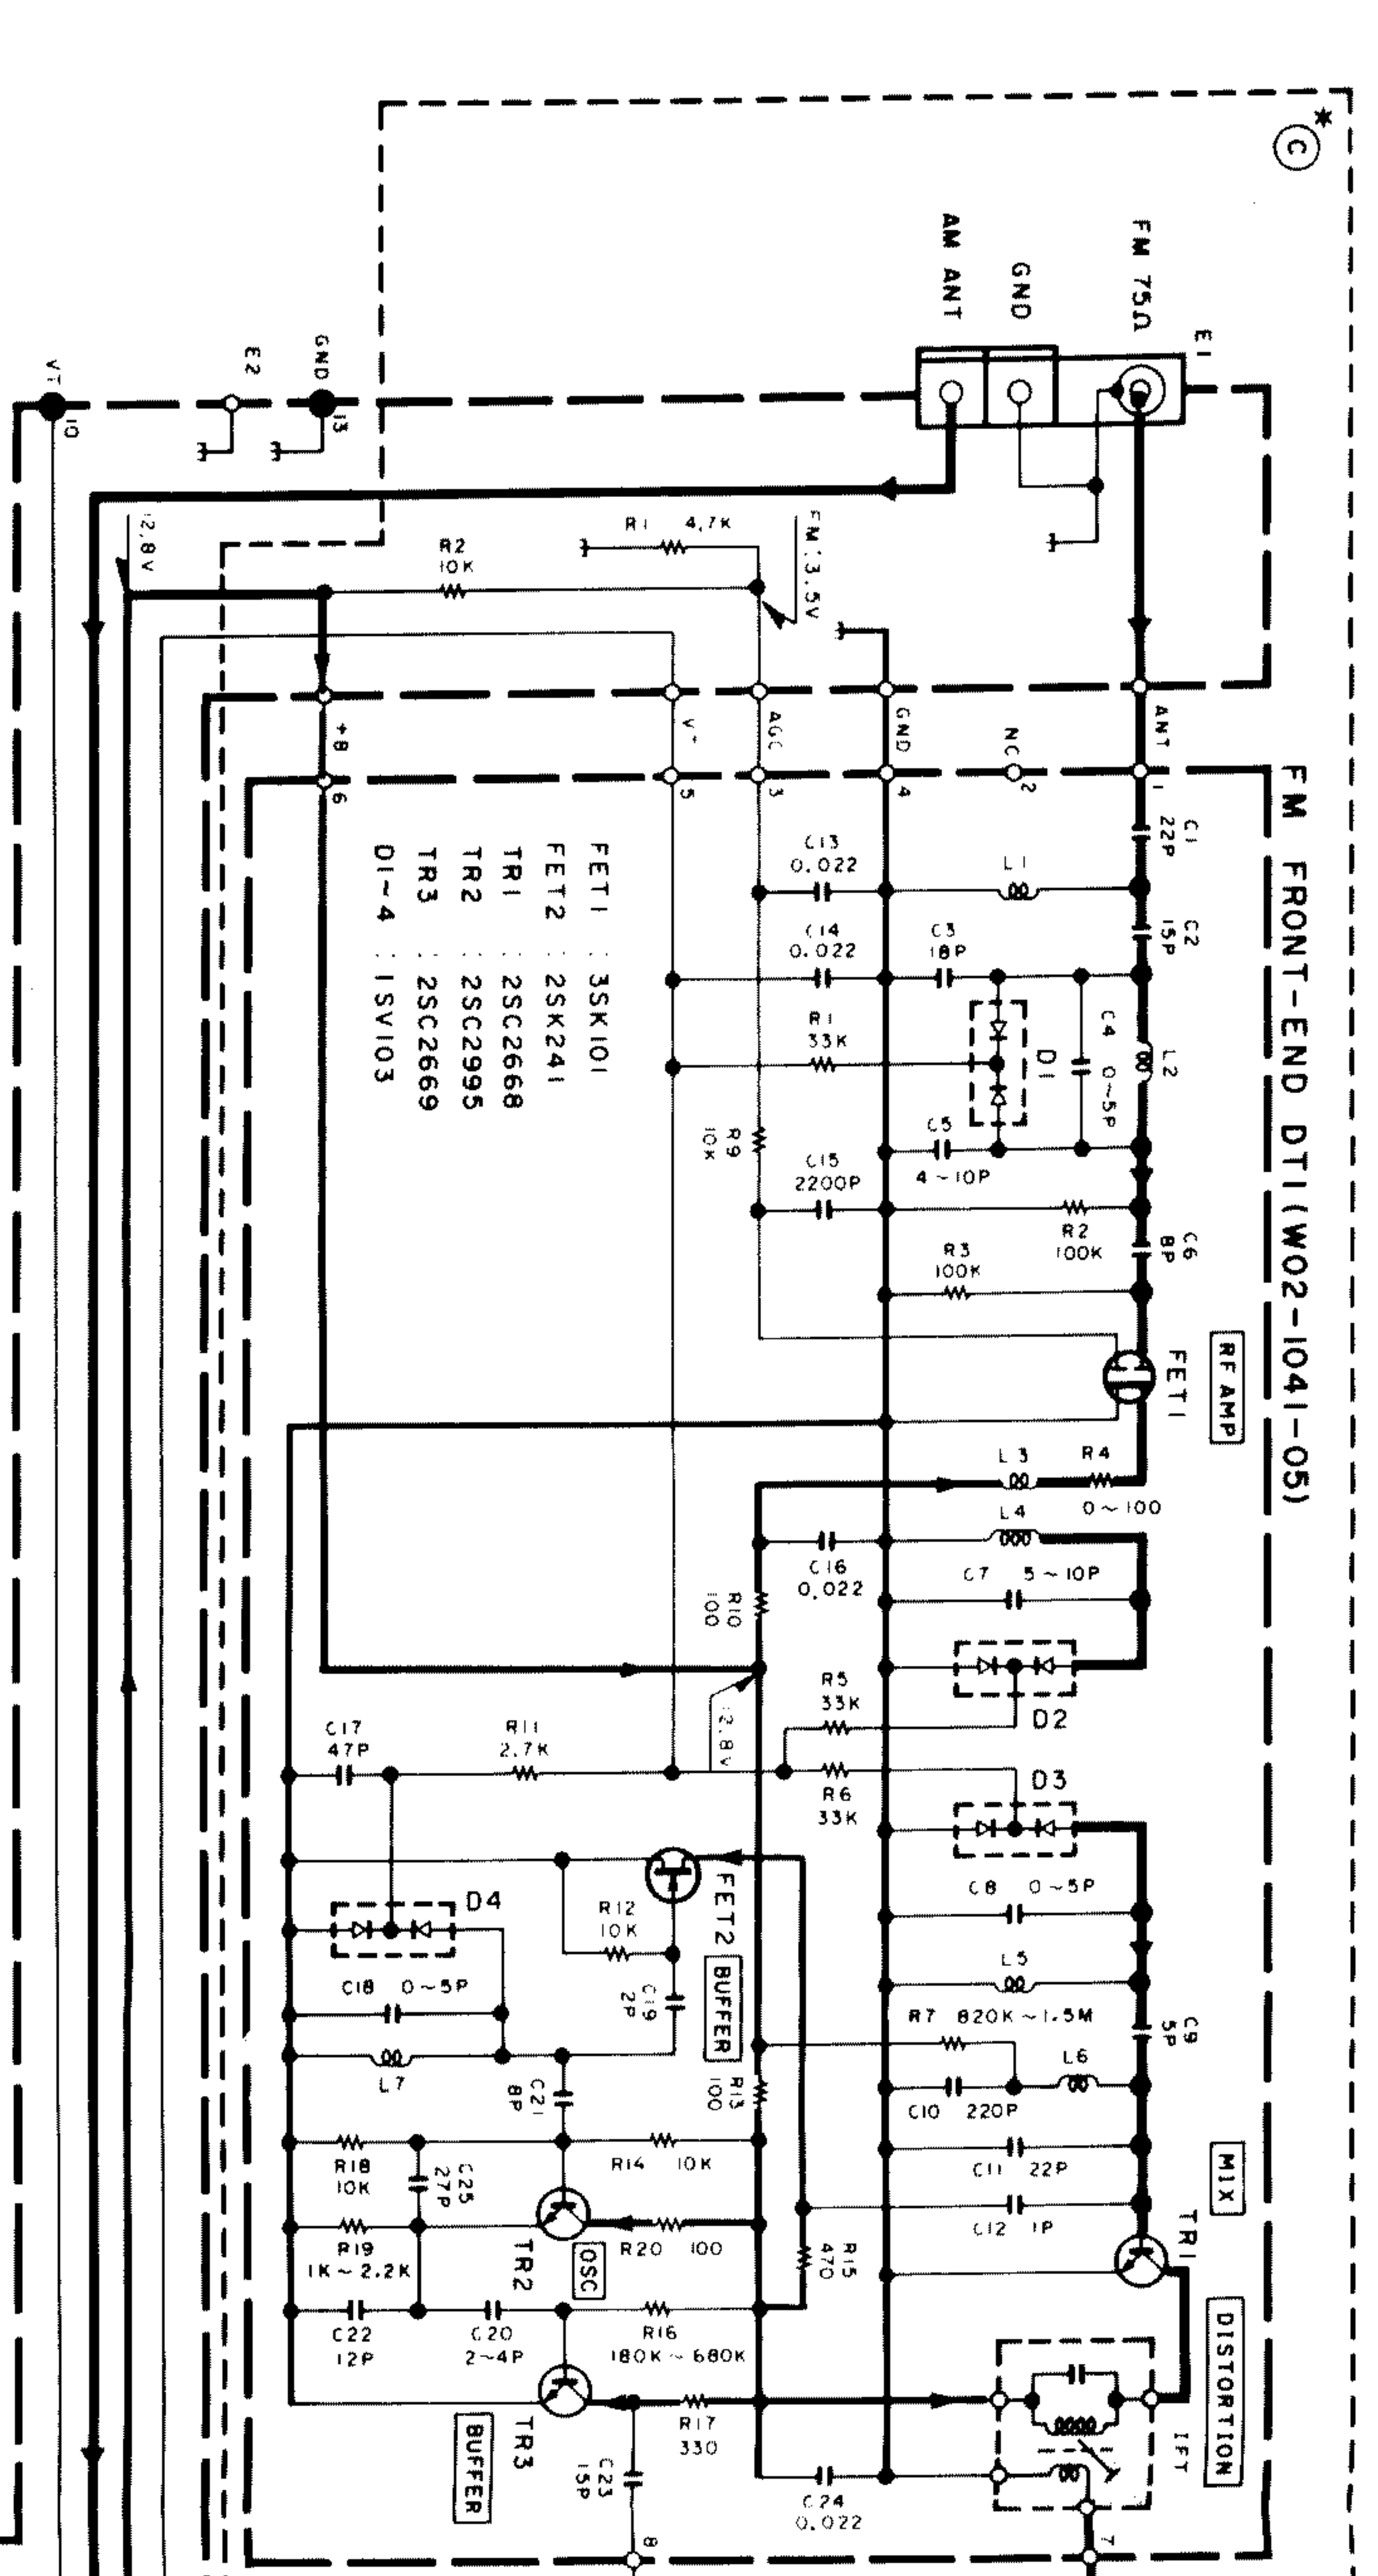 C *
FM 75Ω
E1
GND
AM ANT
GND
13
E2
VT
10
R1 4.7K
R2
10K
FM:3.5V
12.8V
ANT
GND
AGC
+B
NC
1
2
4
3
5
6
FM FRONT-END DT1(W02-1041-05)
FET1 : 3SK101
FET2 : 2SK241
TR1 : 2SC2668
TR2 : 2SC2995
TR3 : 2SC2669
D1~4 : 1SV103
C1
22P
L1
C13
0.022
C2
15P
C3
18P
C14
0.022
C4 0~5P
L2
D1
R1
33K
C5
4~10P
R9
10K
C15
2200P
R2
100K
C6
8P
R3
100K
FET1
RF AMP
L3
R4
0~100
L4
C16
0.022
C7 5~10P
R10
100
D2
R5
33K
12.8V
C17
47P
R11
2.7K
R6
33K
D3
D4
FET2
BUFFER
R12
10K
C8 0~5P
C18 0~5P
C19
2P
L5
R7 820K~1.5M
C9
5P
L6
L7
C21
8P
R13
100
C10 220P
R18
10K
C25
27P
R14 10K
C11 22P
MIX
C12 1P
TR1
R19
1K~2.2K
TR2
OSC
R20 100
R15
470
C22
12P
C20
2~4P
R16
180K~680K
DISTORTION
IFT
TR3
BUFFER
R17
330
C23
15P
C24
0.022
8
7